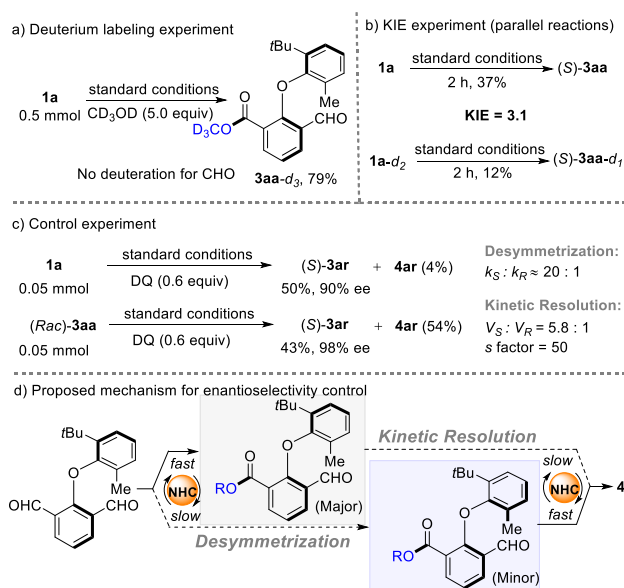 a) Deuterium labeling experiment
1a
0.5 mmol
standard conditions
CD3OD (5.0 equiv)
tBu
O
Me
O
D3CO
CHO
No deuteration for CHO
3aa-d3, 79%
b) KIE experiment (parallel reactions)
1a
standard conditions
2 h, 37%
(S)-3aa
KIE = 3.1
1a-d2
standard conditions
2 h, 12%
(S)-3aa-d1
c) Control experiment
1a
0.05 mmol
standard conditions
DQ (0.6 equiv)
(S)-3ar + 4ar (4%)
50%, 90% ee
Desymmetrization:
kS : kR ≈ 20 : 1
(Rac)-3aa
0.05 mmol
standard conditions
DQ (0.6 equiv)
(S)-3ar + 4ar (54%)
43%, 98% ee
Kinetic Resolution:
VS : VR = 5.8 : 1
s factor = 50
d) Proposed mechanism for enantioselectivity control
tBu
O
Me
OHC
CHO
fast
NHC
slow
tBu
O
Me
O
RO
CHO
(Major)
Kinetic Resolution
Desymmetrization
tBu
O
Me
O
RO
CHO
(Minor)
slow
NHC
fast
4